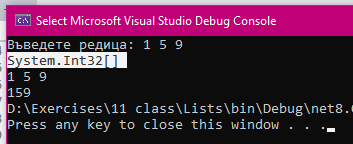 Select Microsoft Visual Studio Debug Console
Въведете редица: 1 5 9
System.Int32[]
1 5 9
159
D:\Exercises\11 class\Lists\bin\Debug\net8.
Press any key to close this window . . .